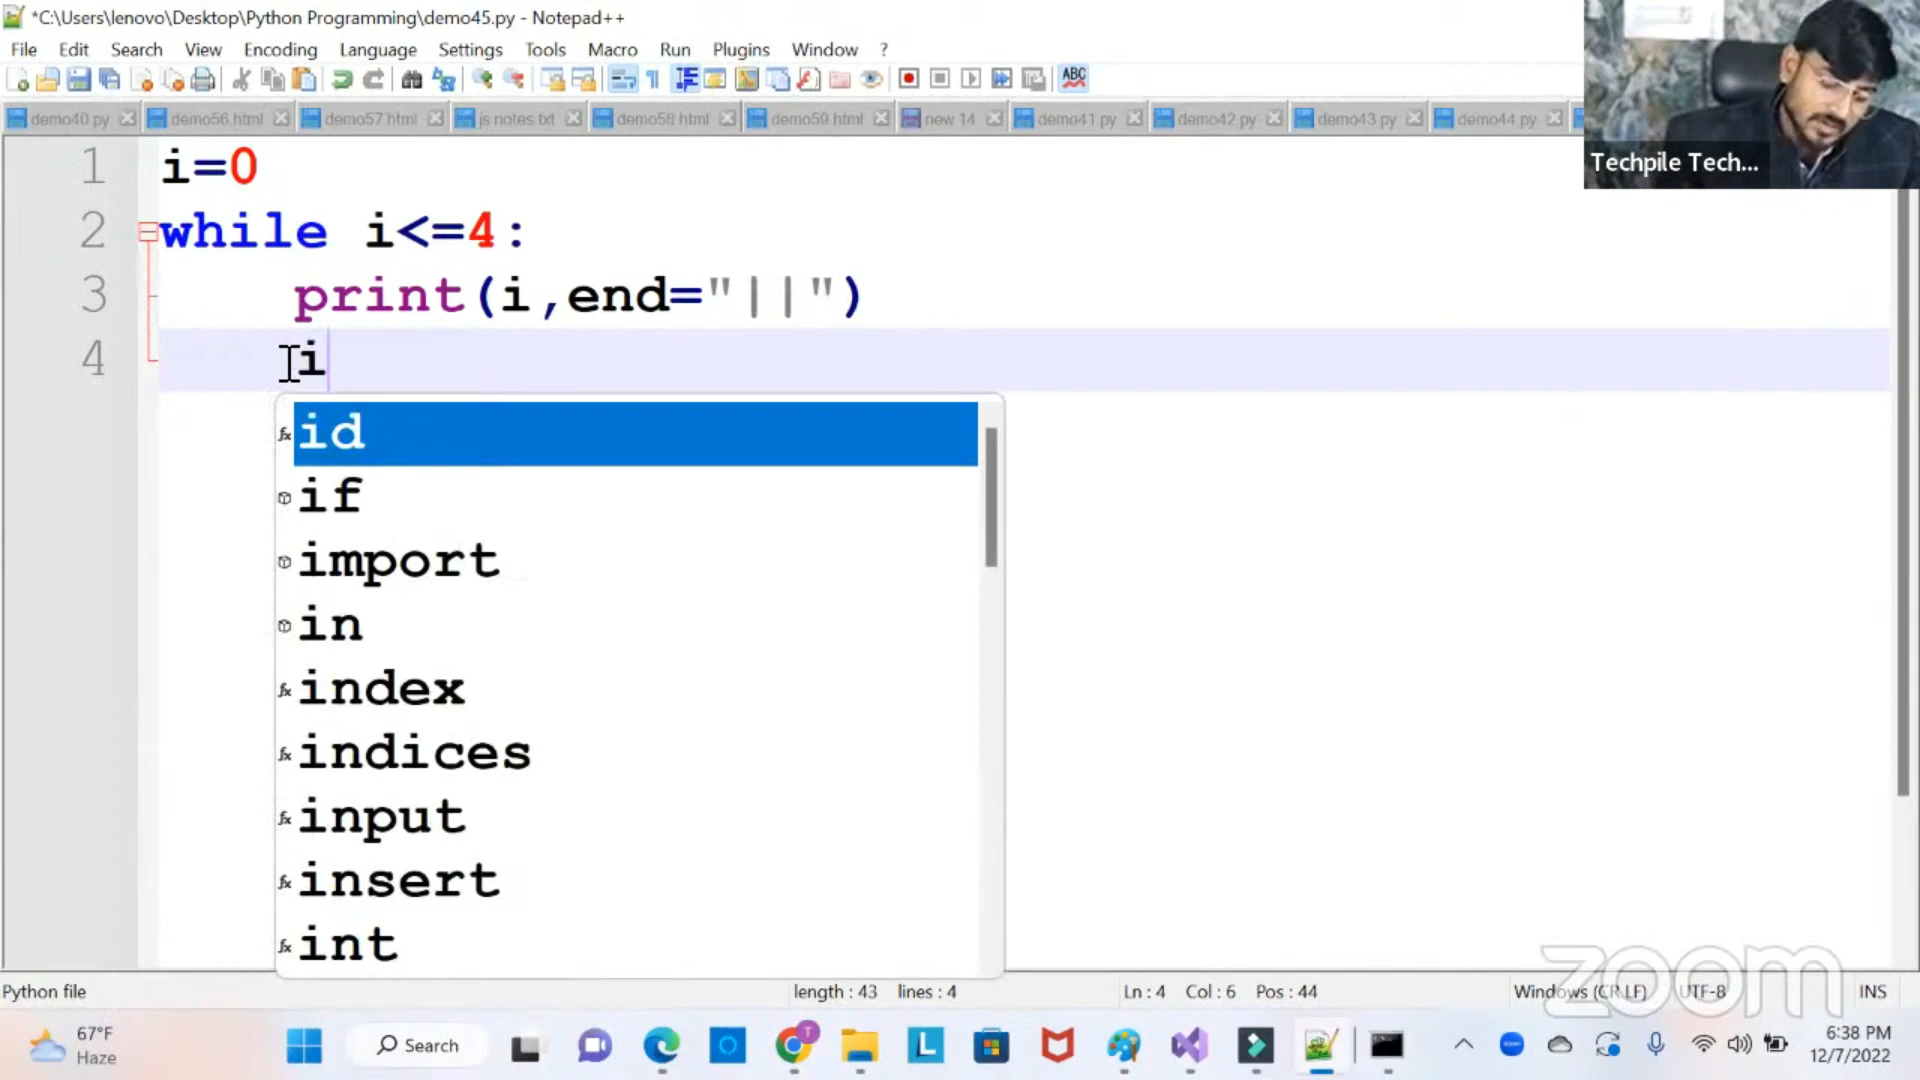 *C:\Users\lenovo\Desktop\Python Programming\demo45.py - Notepad++
File Edit Search View Encoding Language Settings Tools Macro Run Plugins Window ?
demo40.py demo56.html demo57.html js notes txt demo58.html demo59.html new 14 demo41.py demo42.py demo43.py demo44.py
Techpile Tech...
1 i=0
2 while i<=4:
3 print(i,end="||")
4 i
id
if
import
in
index
indices
input
insert
int
zoom
Python file length : 43 lines : 4 Ln : 4 Col : 6 Pos : 44 Windows (CR LF) UTF-8 INS
67°F
Haze
Search
6:38 PM
12/7/2022